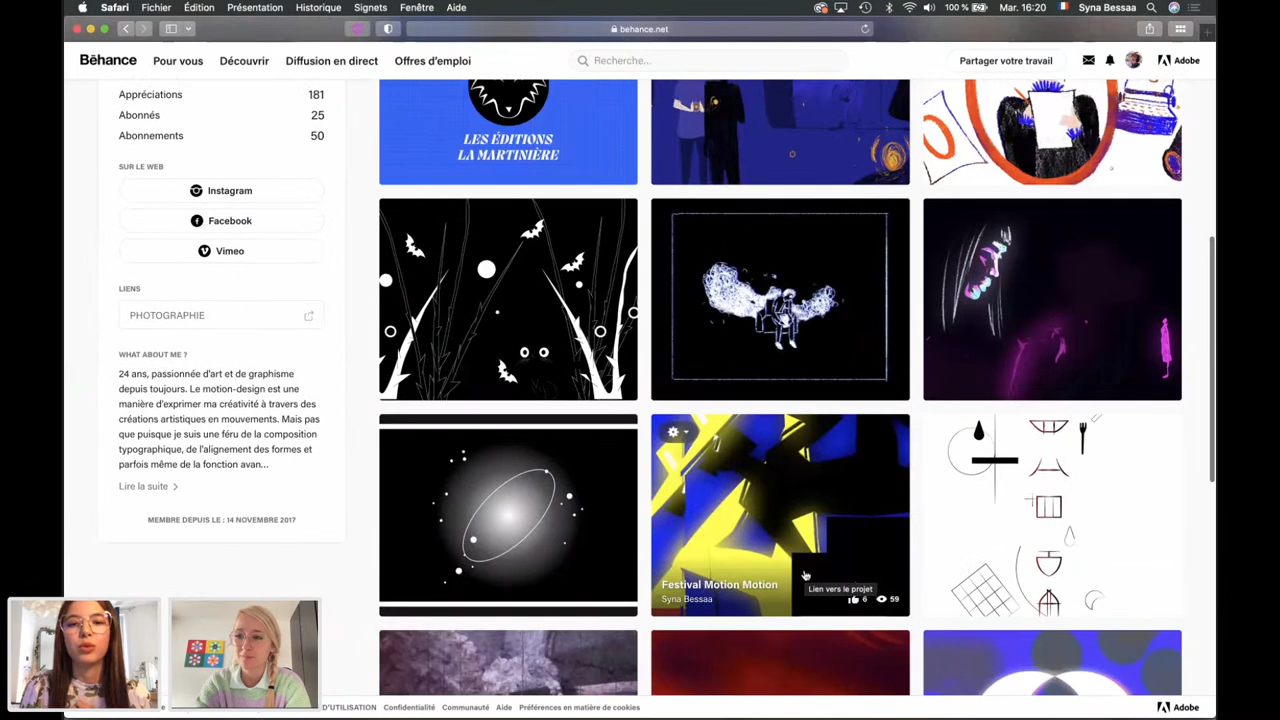 Safari Fichier Édition Présentation Historique Signets Fenêtre Aide 100 % Mar. 16:20 Syna Bessaa
behance.net
Bēhance Pour vous Découvrir Diffusion en direct Offres d'emploi Recherche... Partager votre travail Adobe
Appréciations 181
Abonnés 25
Abonnements 50
SUR LE WEB
Instagram
Facebook
Vimeo
LIENS
PHOTOGRAPHIE
WHAT ABOUT ME ?
24 ans, passionnée d'art et de graphisme
depuis toujours. Le motion-design est une
manière d'exprimer ma créativité à travers des
créations artistiques en mouvements. Mais pas
que puisque je suis une féru de la composition
typographique, de l'alignement des formes et
parfois même de la fonction avan...
Lire la suite
MEMBRE DEPUIS LE : 14 NOVEMBRE 2017
LES ÉDITIONS
LA MARTINIÈRE
Festival Motion Motion
Syna Bessaa
Lien vers le projet
6 59
D'UTILISATION Confidentialité Communauté Aide Préférences en matière de cookies Adobe